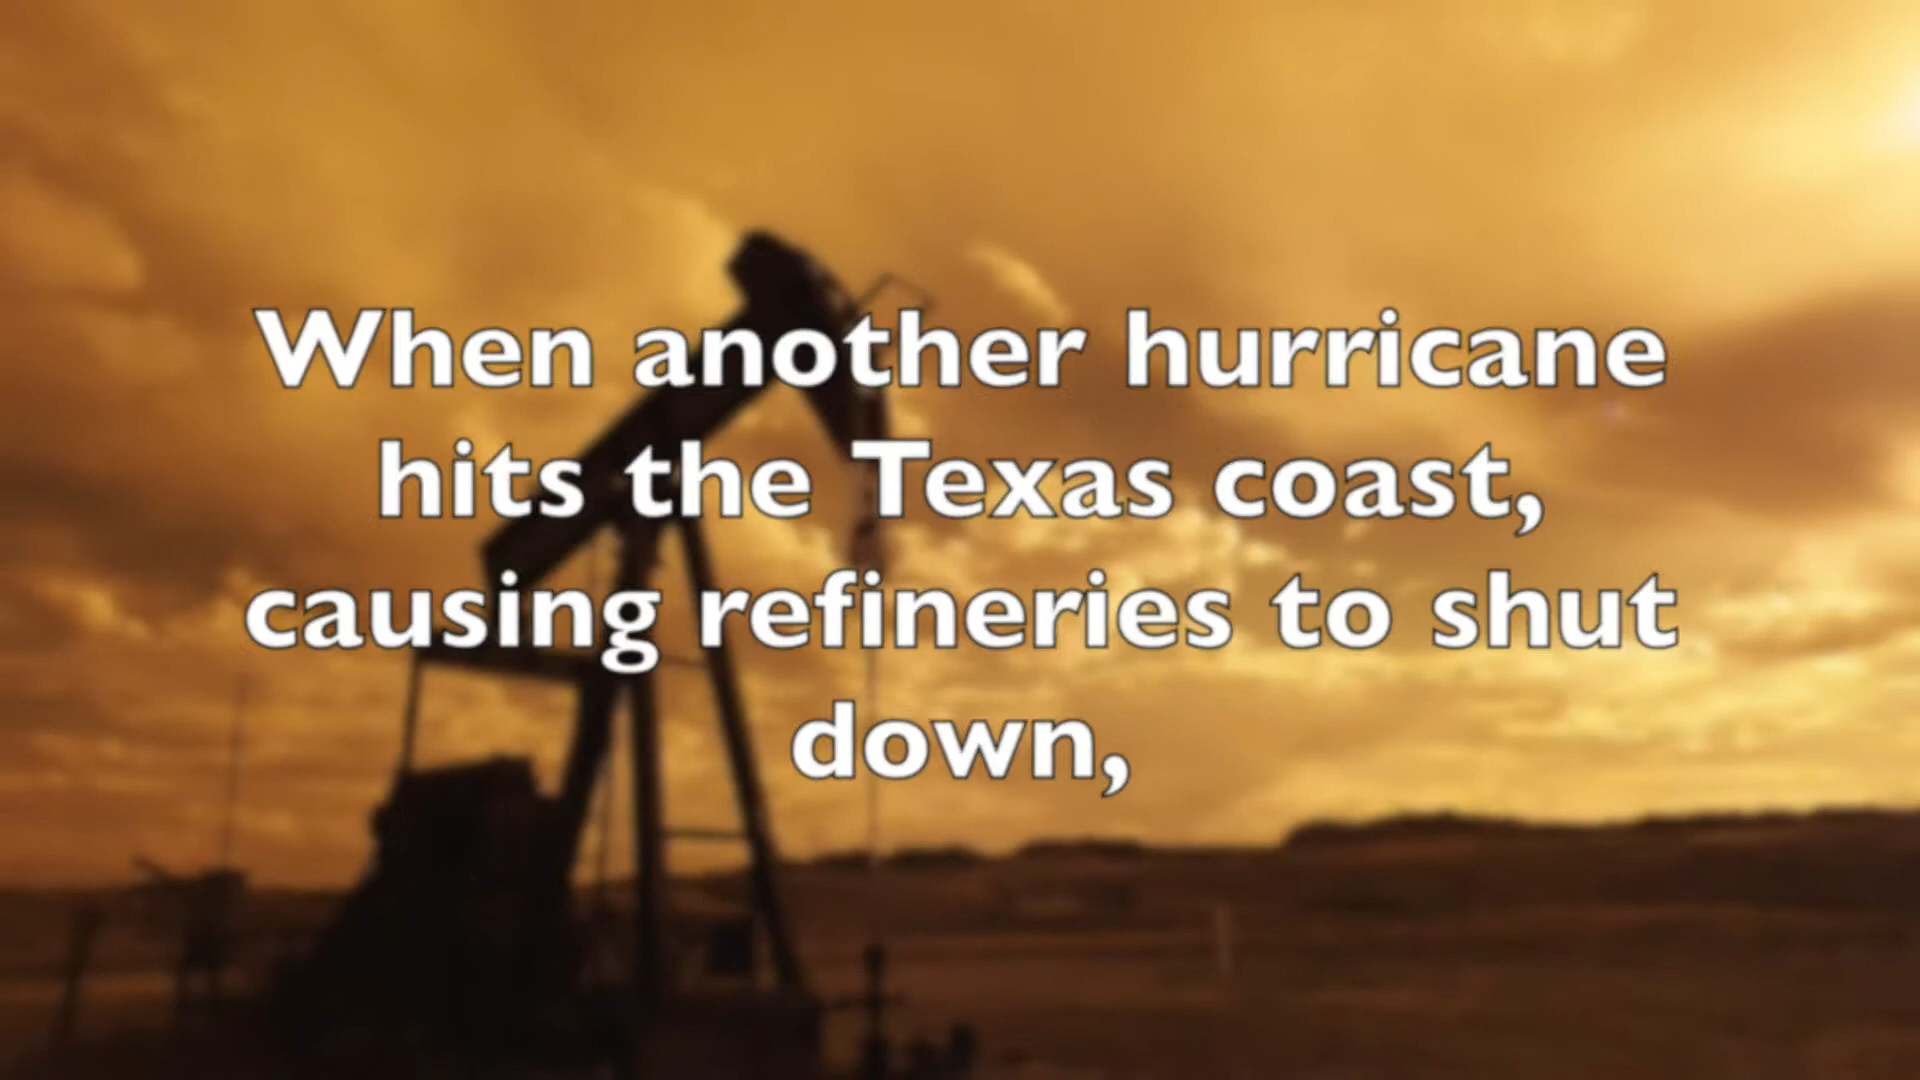 When another hurricane
hits the Texas coast,
causing refineries to shut
down,